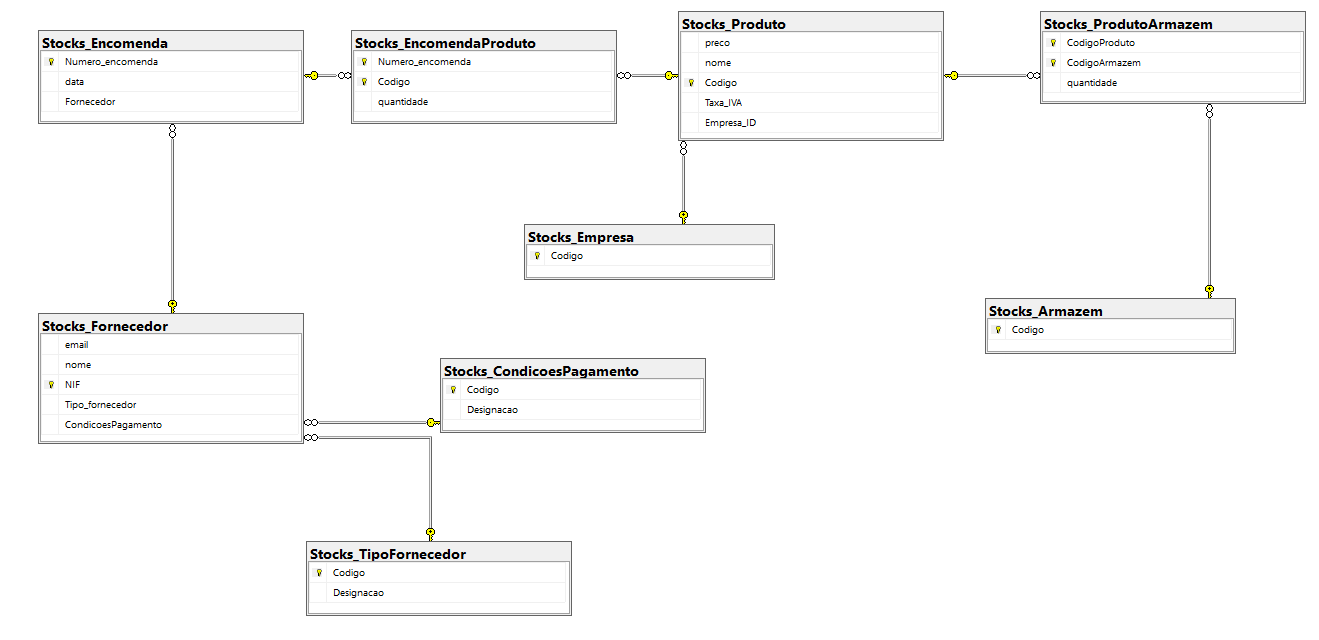 Stocks_Encomenda
Numero_encomenda
data
Fornecedor
Stocks_EncomendaProduto
Numero_encomenda
Codigo
quantidade
Stocks_Produto
preco
nome
Codigo
Taxa_IVA
Empresa_ID
Stocks_ProdutoArmazem
CodigoProduto
CodigoArmazem
quantidade
Stocks_Empresa
Codigo
Stocks_Armazem
Codigo
Stocks_Fornecedor
email
nome
NIF
Tipo_fornecedor
CondicoesPagamento
Stocks_CondicoesPagamento
Codigo
Designacao
Stocks_TipoFornecedor
Codigo
Designacao